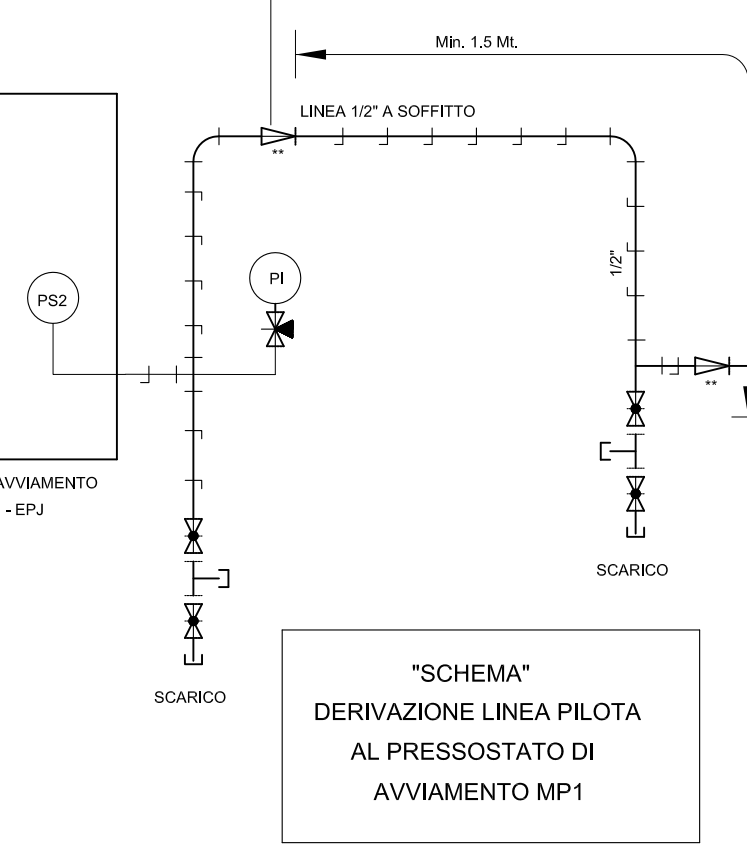 Min. 1.5 Mt.
LINEA 1/2" A SOFFITTO
**
PI
1/2"
PS2
**
AVVIAMENTO
- EPJ
SCARICO
SCARICO
"SCHEMA"
DERIVAZIONE LINEA PILOTA
AL PRESSOSTATO DI
AVVIAMENTO MP1